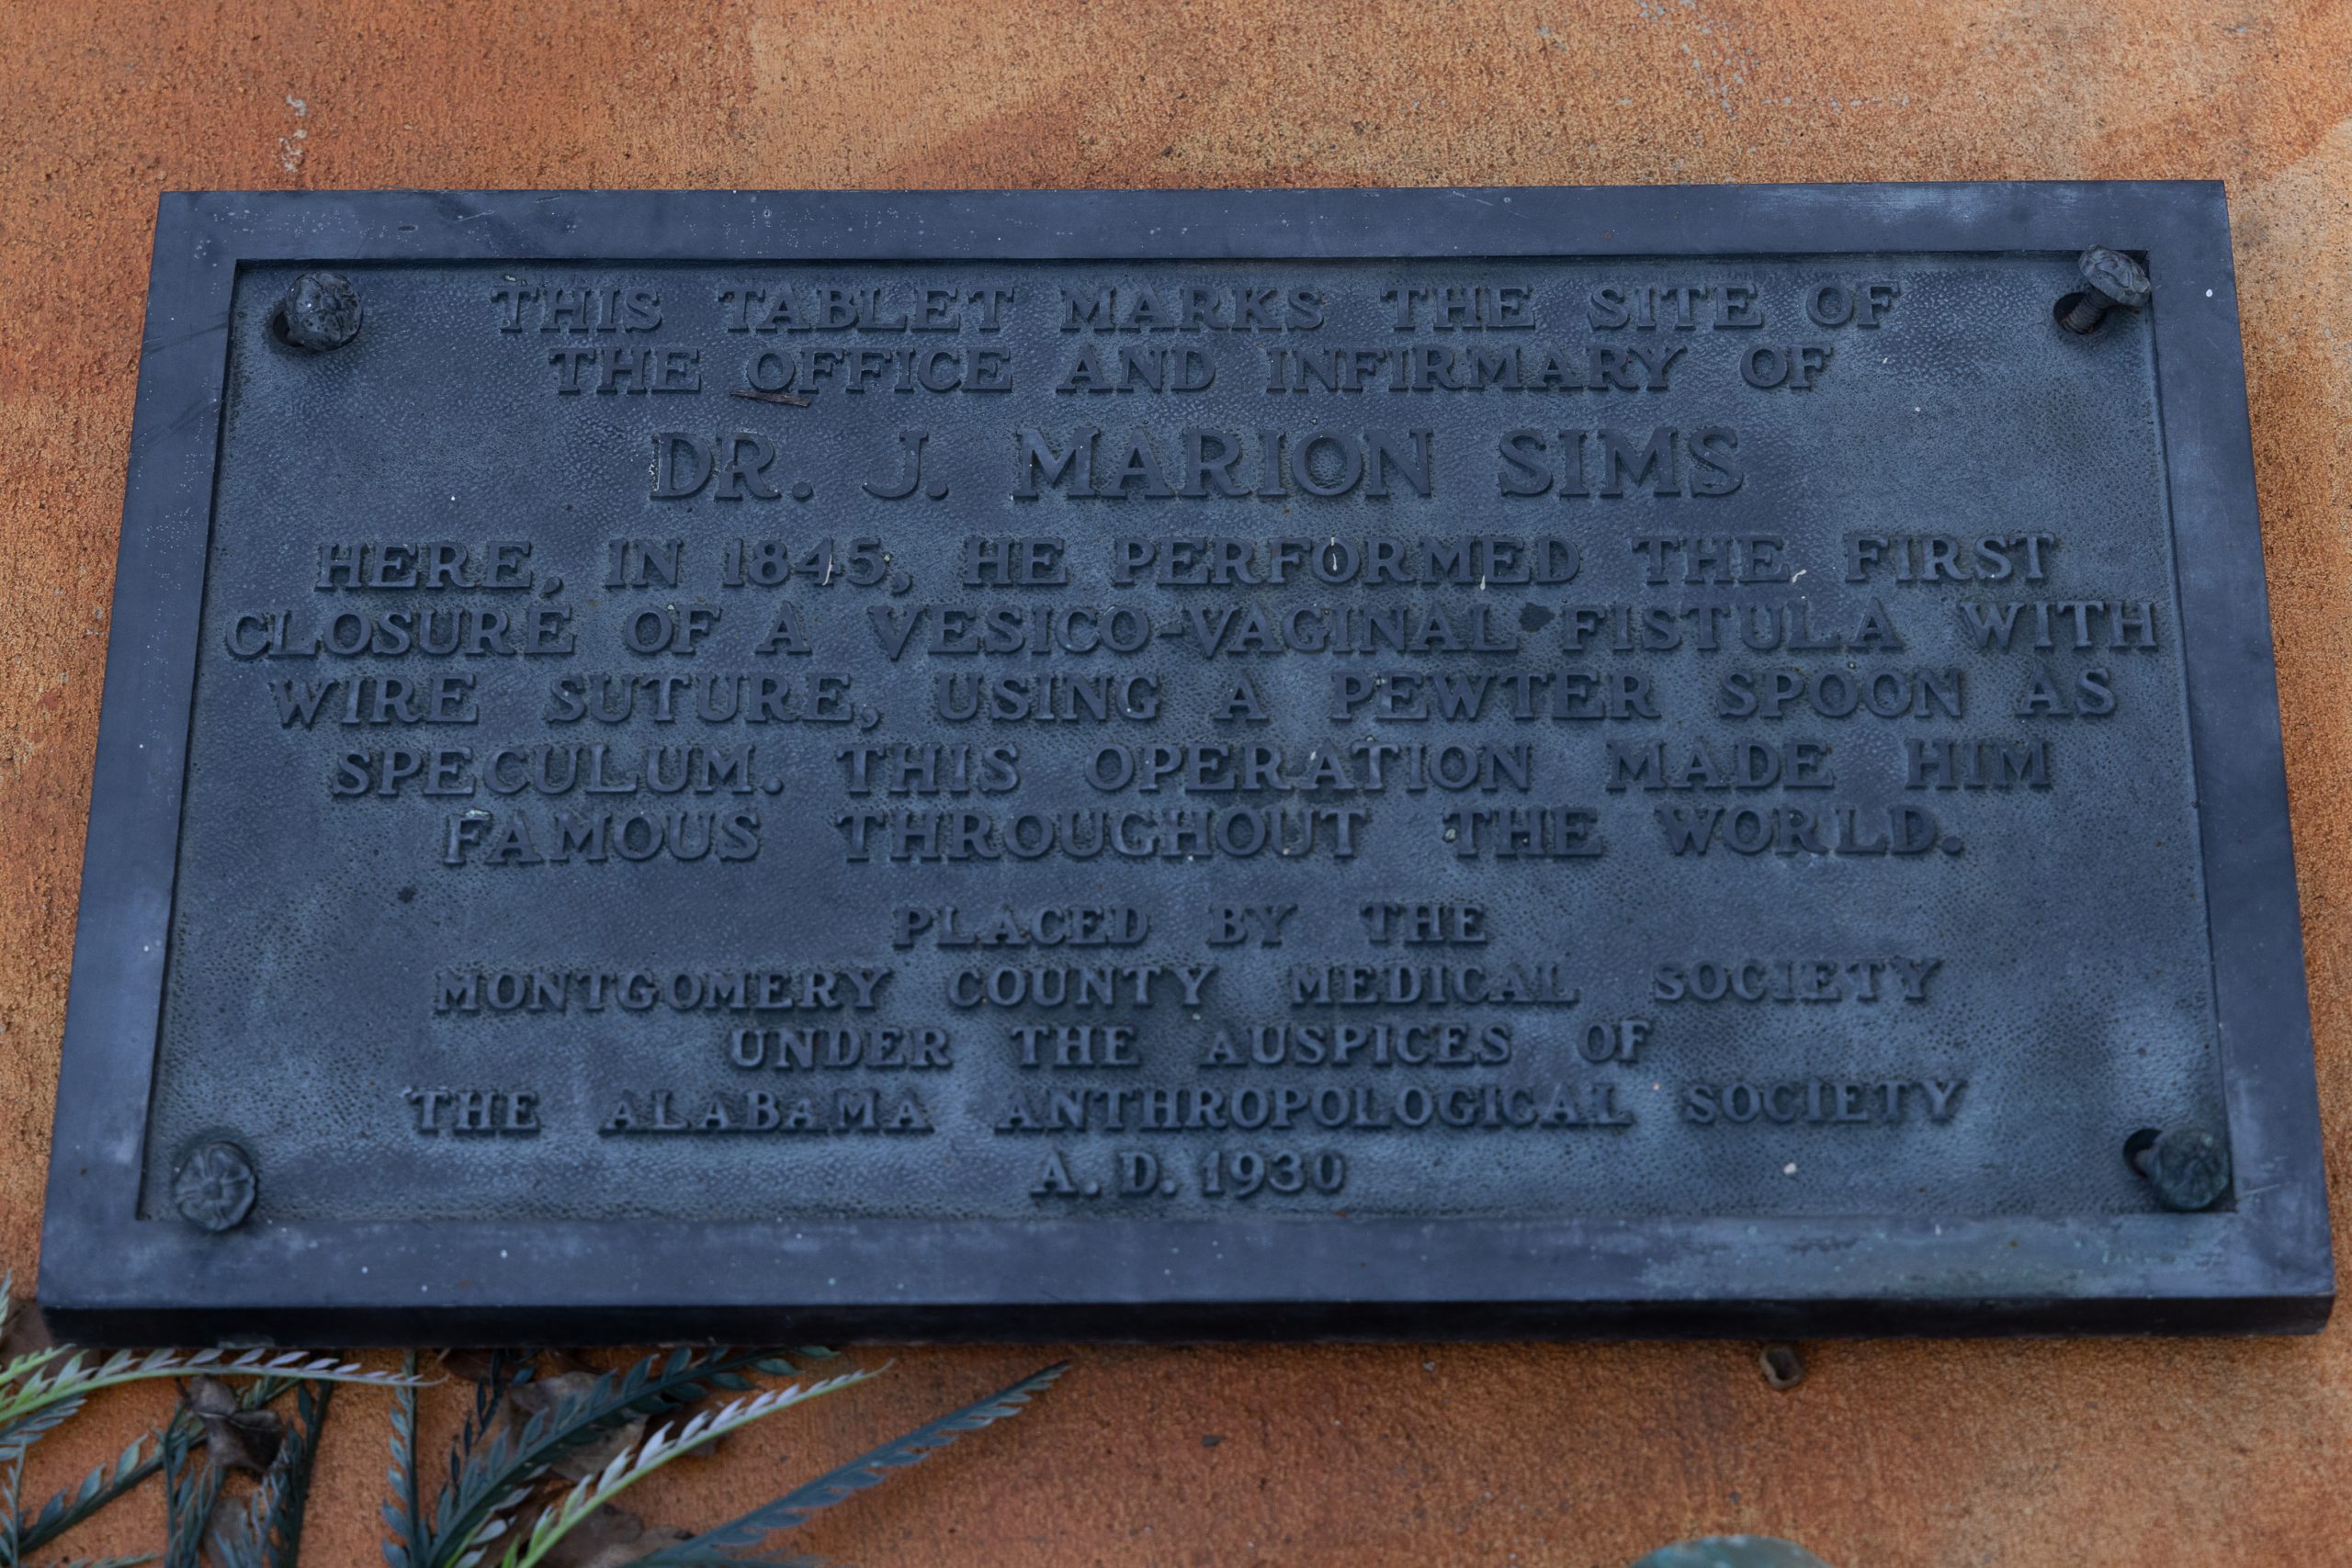 THIS TABLET MARKS THE SITE OF
THE OFFICE AND INFIRMARY OF
DR. J. MARION SIMS
HERE, IN 1845, HE PERFORMED THE FIRST
CLOSURE OF A VESICO-VAGINAL FISTULA WITH
WIRE SUTURE, USING A PEWTER SPOON AS
SPECULUM. THIS OPERATION MADE HIM
FAMOUS THROUGHOUT THE WORLD.
PLACED BY THE
MONTGOMERY COUNTY MEDICAL SOCIETY
UNDER THE AUSPICES OF
THE ALABAMA ANTHROPOLOGICAL SOCIETY
A. D. 1930